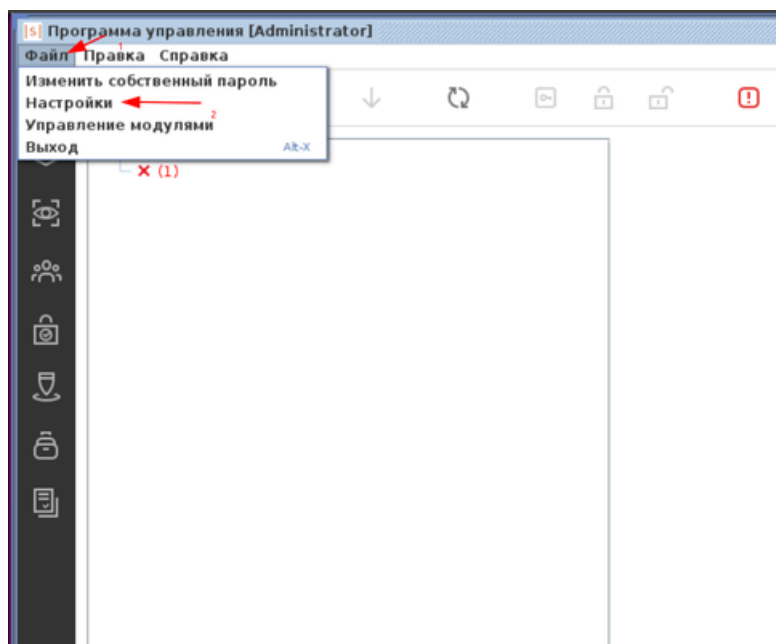 |s| Программа управления [Administrator]
Файл 1 Правка Справка
Изменить собственный пароль
Настройки
Управление модулями 2
Выход Alt-X
(1)